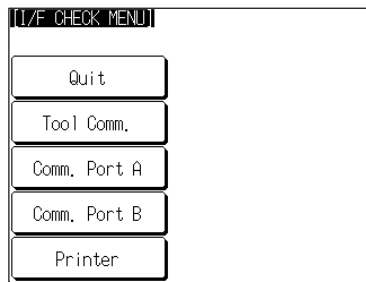 [I/F CHECK MENU]
Quit
Tool Comm.
Comm. Port A
Comm. Port B
Printer